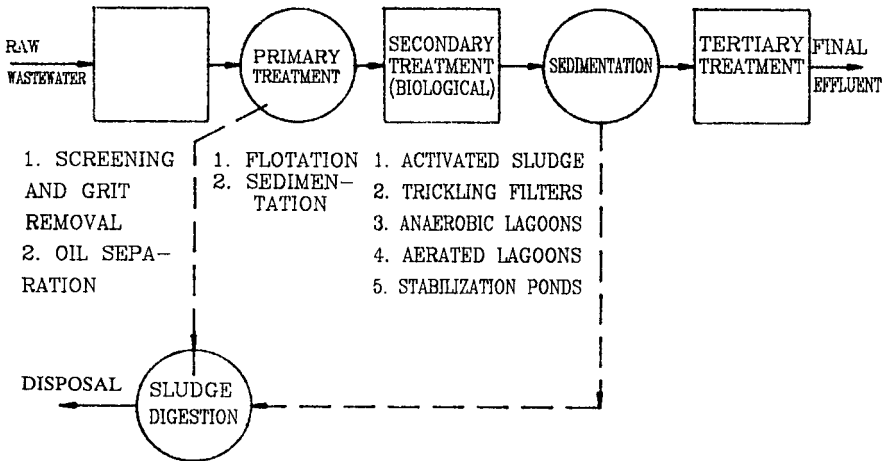 RAW
WASTEWATER
PRIMARY
TREATMENT
SECONDARY
TREATMENT
(BIOLOGICAL)
SEDIMENTATION
TERTIARY
TREATMENT
FINAL
EFFLUENT
1. SCREENING
AND GRIT
REMOVAL
2. OIL SEPA-
RATION
1. FLOTATION
2. SEDIMEN-
TATION
1. ACTIVATED SLUDGE
2. TRICKLING FILTERS
3. ANAEROBIC LAGOONS
4. AERATED LAGOONS
5. STABILIZATION PONDS
DISPOSAL
SLUDGE
DIGESTION